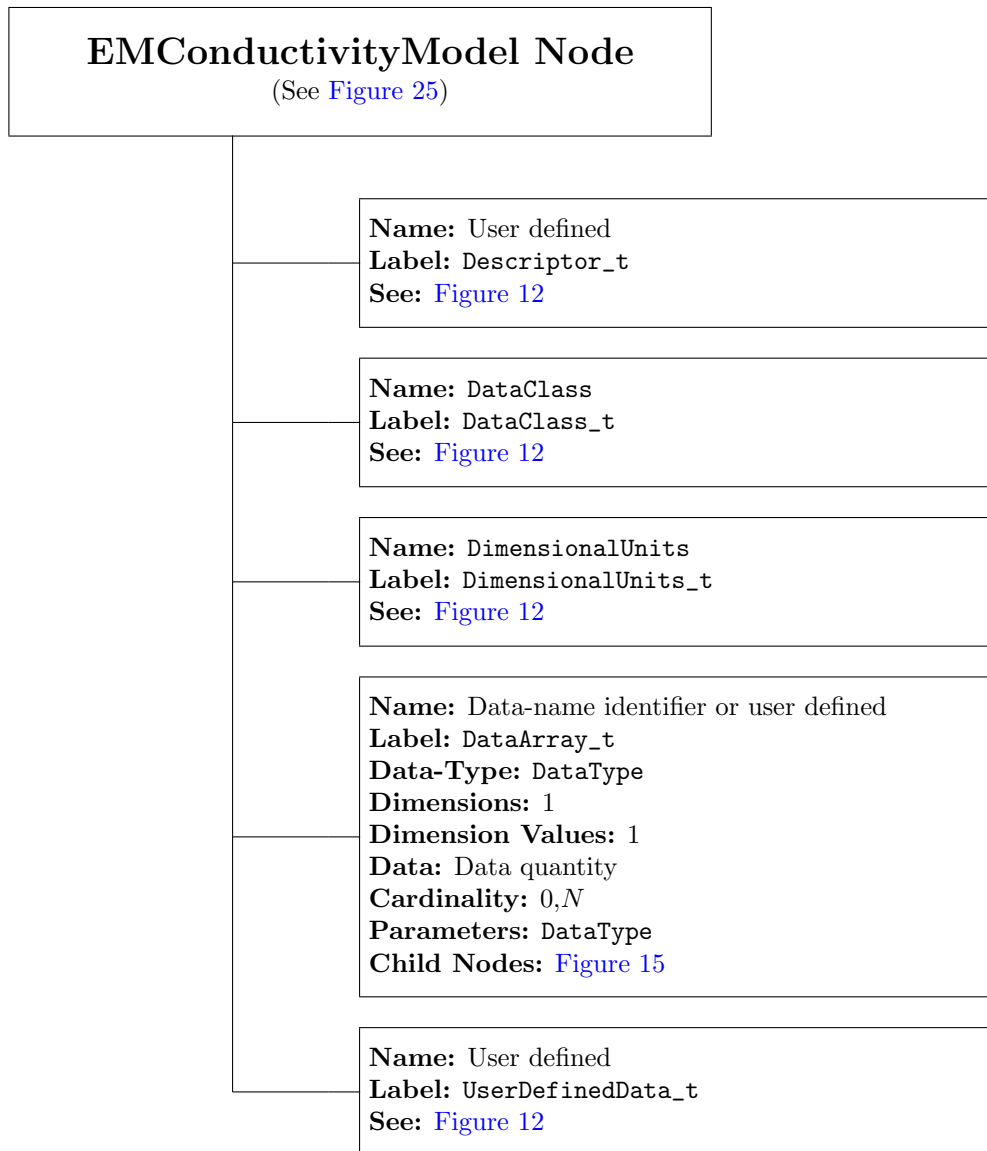 EMConductivityModel Node
(See Figure 25)
Name: User defined
Label: Descriptor_t
See: Figure 12
Name: DataClass
Label: DataClass_t
See: Figure 12
Name: DimensionalUnits
Label: DimensionalUnits_t
See: Figure 12
Name: Data-name identifier or user defined
Label: DataArray_t
Data-Type: DataType
Dimensions: 1
Dimension Values: 1
Data: Data quantity
Cardinality: 0,N
Parameters: DataType
Child Nodes: Figure 15
Name: User defined
Label: UserDefinedData_t
See: Figure 12